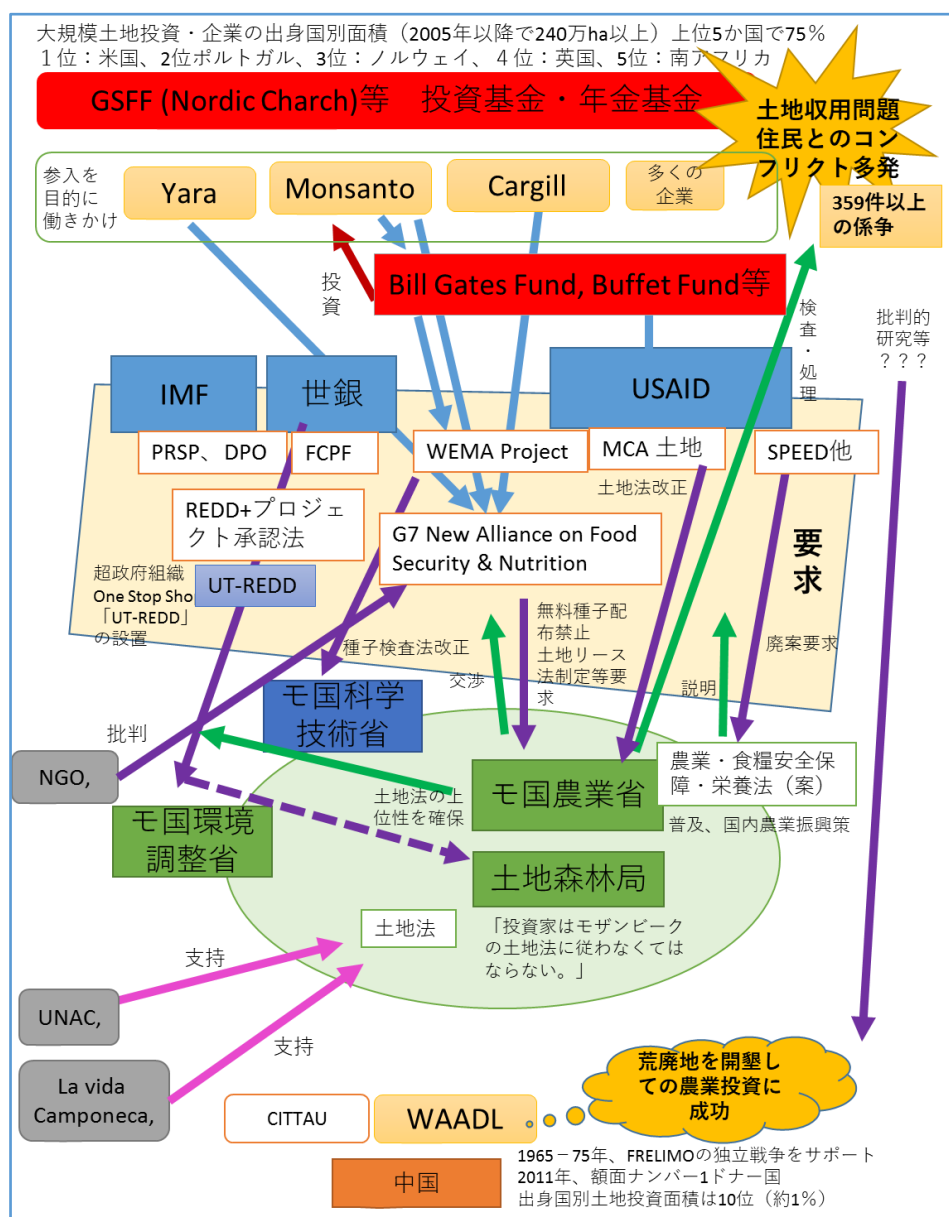 大規模土地投資・企業の出身国別面積（2005年以降で240万ha以上）上位5か国で75％
１位：米国、2位ポルトガル、3位：ノルウェイ、４位：英国、5位：南アフリカ
GSFF (Nordic Charch)等　投資基金・年金基金
土地収用問題
住民とのコン
フリクト多発
359件以上
の係争
参入を
目的に
働きかけ
Yara
Monsanto
Cargill
多くの
企業
投
資
Bill Gates Fund, Buffet Fund等
検
査
・
処
理
批判的
研究等
？？？
IMF
世銀
USAID
PRSP、DPO
FCPF
WEMA Project
MCA 土地
SPEED他
土地法改正
REDD+プロジェ
クト承認法
G7 New Alliance on Food
Security & Nutrition
要
求
超政府組織
One Stop Sho
「UT-REDD」
の設置
UT-REDD
種子検査法改正
交渉
無料種子配
布禁止
土地リース
法制定等要
求
説明
廃案要求
モ国科学
技術省
批判
NGO,
モ国環境
調整省
土地法の上
位性を確保
モ国農業省
農業・食糧安全保
障・栄養法（案）
普及、国内農業振興策
土地森林局
土地法
「投資家はモザンビーク
の土地法に従わなくては
ならない。」
支持
UNAC,
支持
La vida
Camponeca,
荒廃地を開墾し
ての農業投資に
成功
CITTAU
WAADL
中国
1965－75年、FRELIMOの独立戦争をサポート
2011年、額面ナンバー1ドナー国
出身国別土地投資面積は10位（約1％）